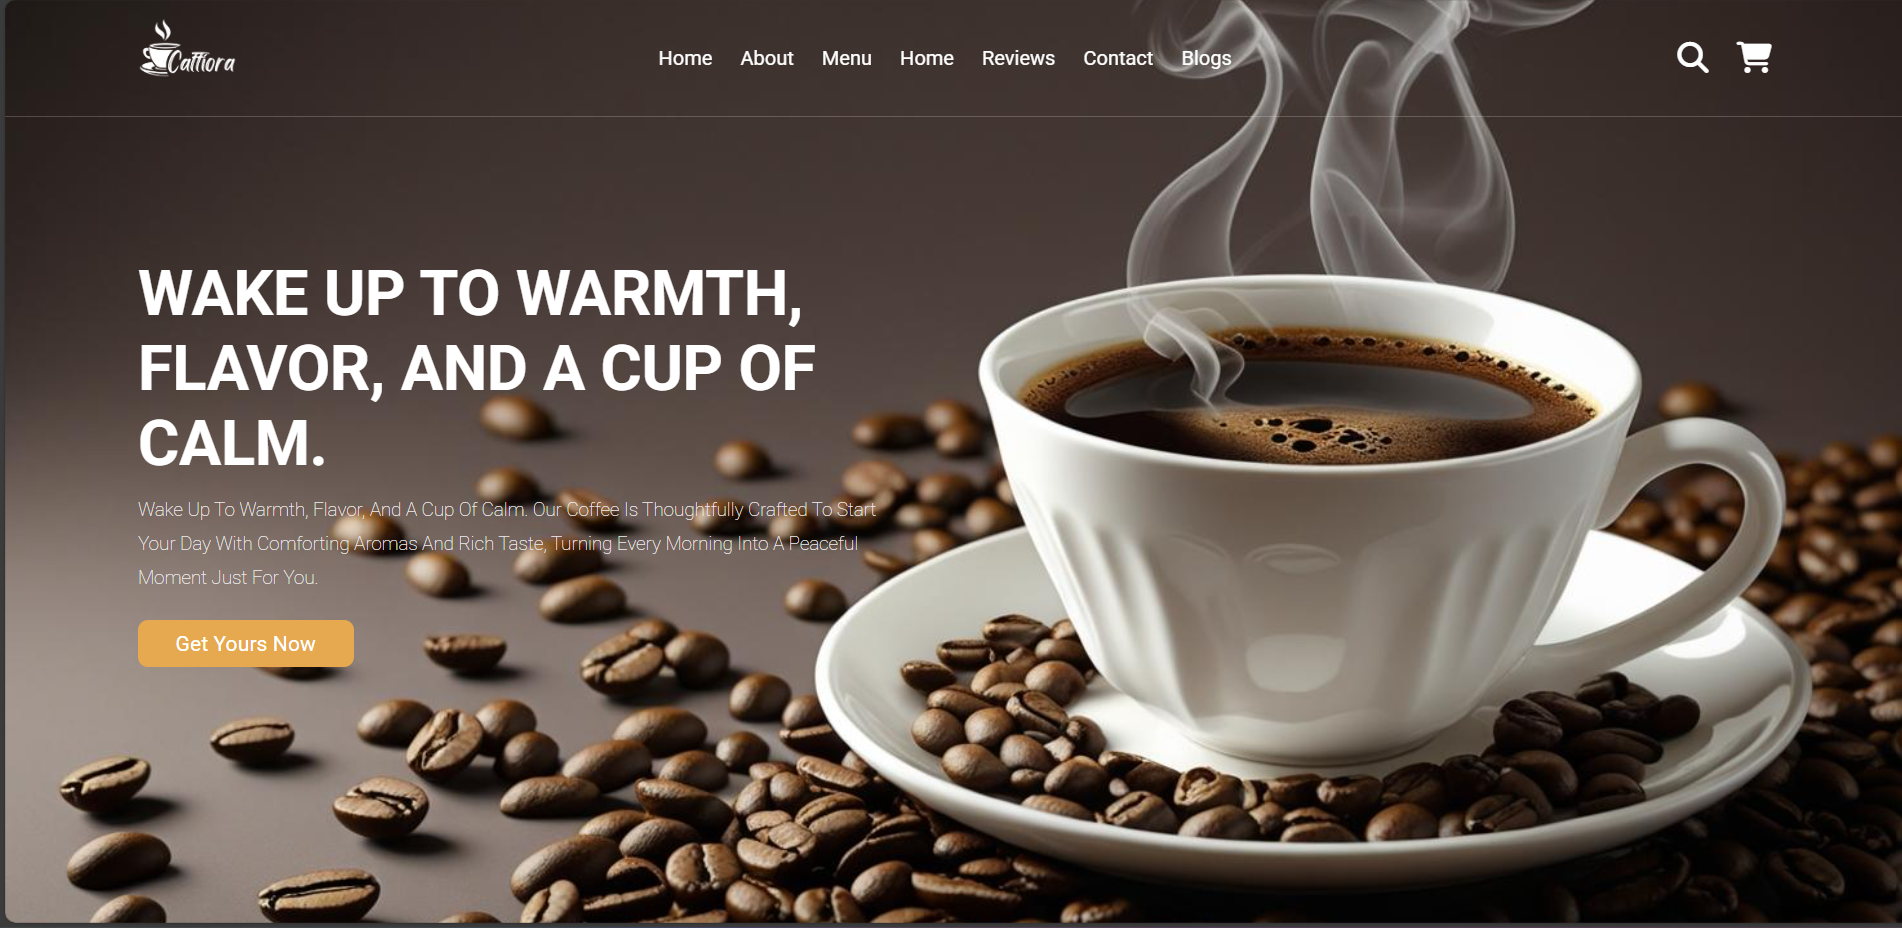 Caffiora
Home About Menu Home Reviews Contact Blogs
WAKE UP TO WARMTH,
FLAVOR, AND A CUP OF
CALM.
Wake Up To Warmth, Flavor, And A Cup Of Calm. Our Coffee Is Thoughtfully Crafted To Start
Your Day With Comforting Aromas And Rich Taste, Turning Every Morning Into A Peaceful
Moment Just For You.
Get Yours Now